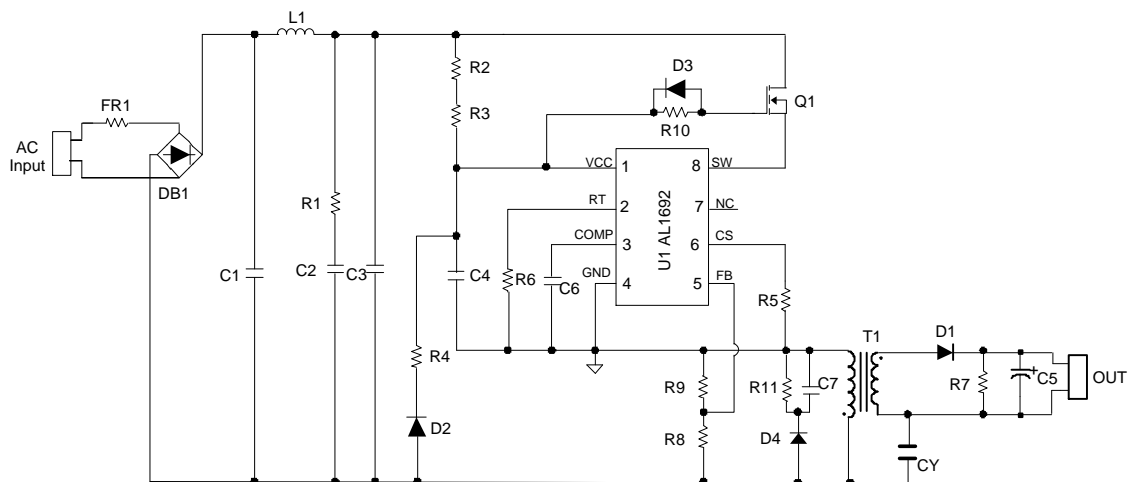 L1
R2
D3
FR1
R3
Q1
R10
AC
Input
DB1
VCC
1
8
SW
RT
2
7
NC
COMP
3
6
CS
GND
4
5
FB
U1 AL1692
R1
C1
C2
C3
C4
R6
C6
R5
R4
T1
D1
R9
R11
C7
R7
+
C5
OUT
D2
R8
D4
CY